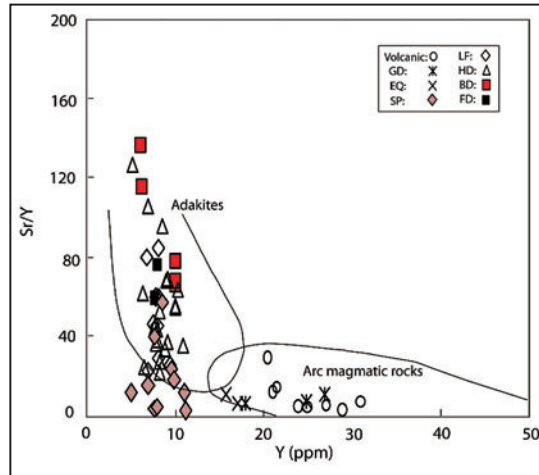 200
160
120
80
40
0
Sr/Y
Volcanic: LF:
GD: HD:
EQ: BD:
SP: FD:
Adakites
Arc magmatic rocks
0 10 20 30 40 50
Y (ppm)